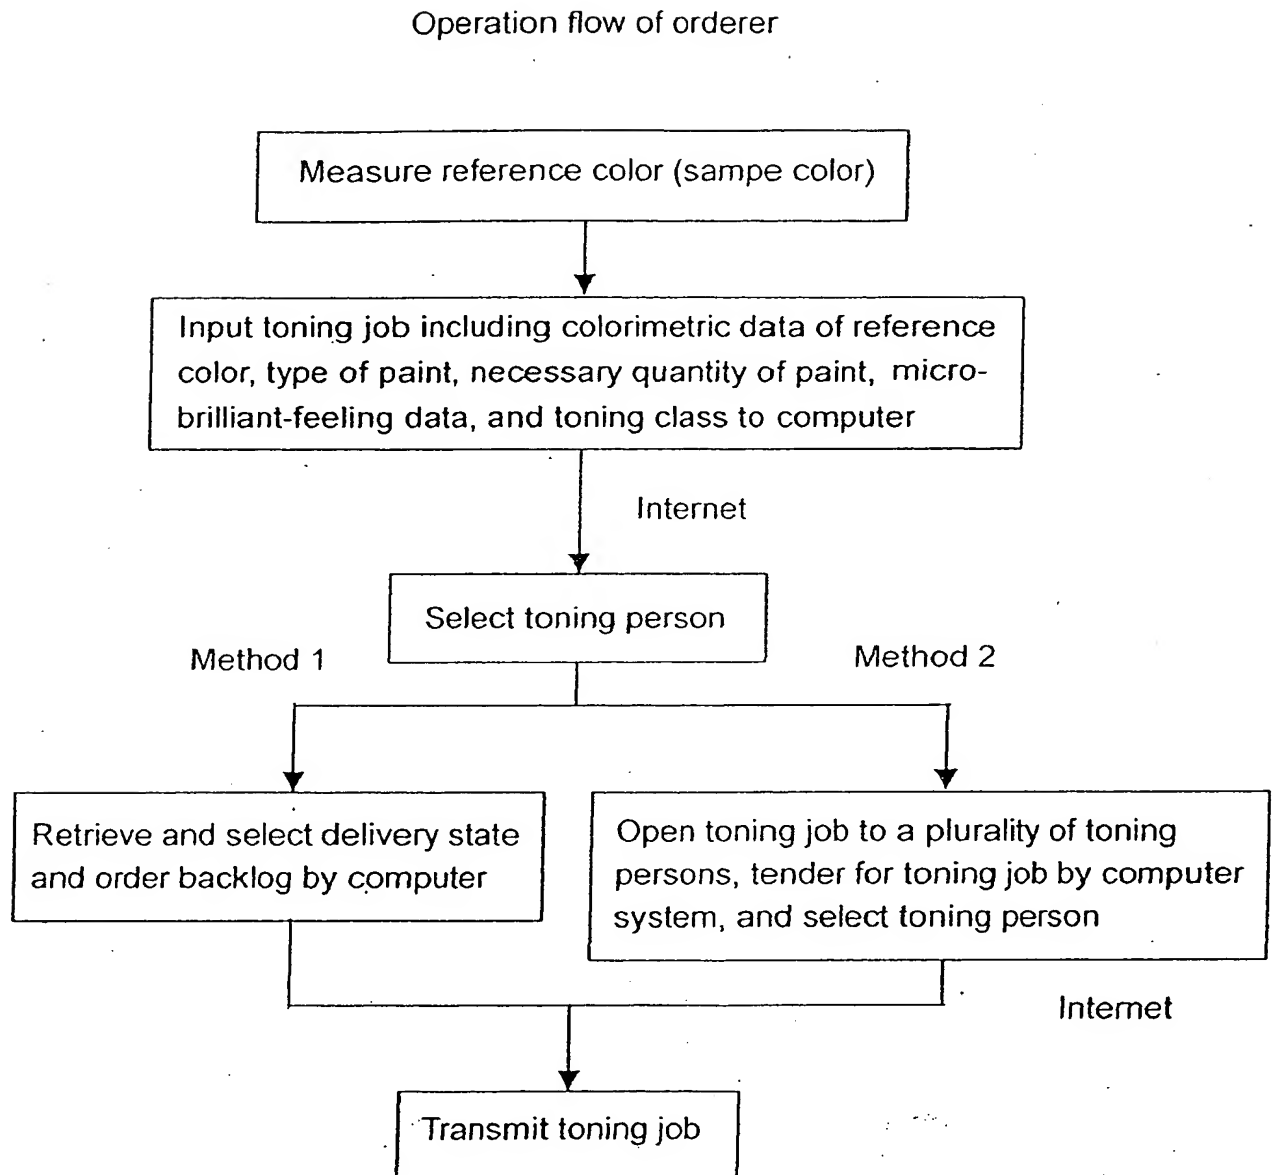 Operation flow of orderer
Measure reference color (sampe color)
Input toning job including colorimetric data of reference
color, type of paint, necessary quantity of paint, micro-
brilliant-feeling data, and toning class to computer
Internet
Select toning person
Method 1
Method 2
Retrieve and select delivery state
and order backlog by computer
Open toning job to a plurality of toning
persons, tender for toning job by computer
system, and select toning person
Internet
Transmit toning job